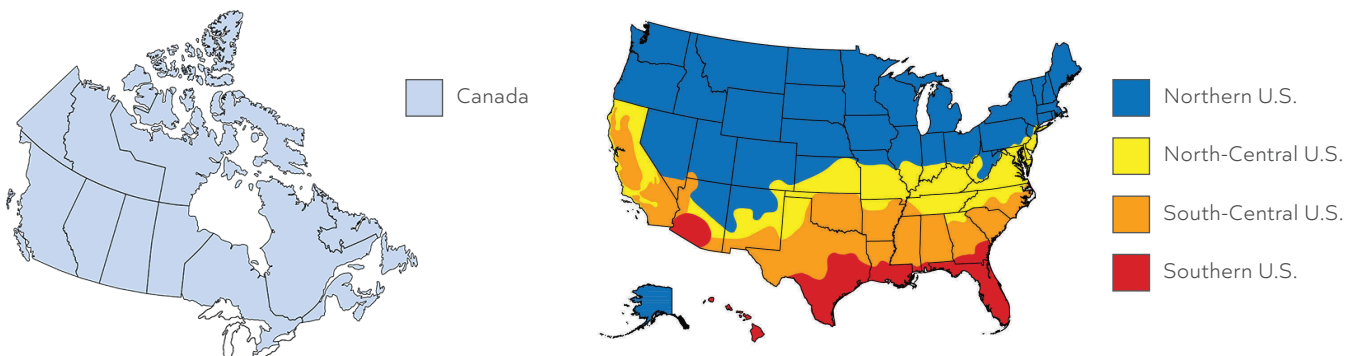 Canada
Northern U.S.
North-Central U.S.
South-Central U.S.
Southern U.S.